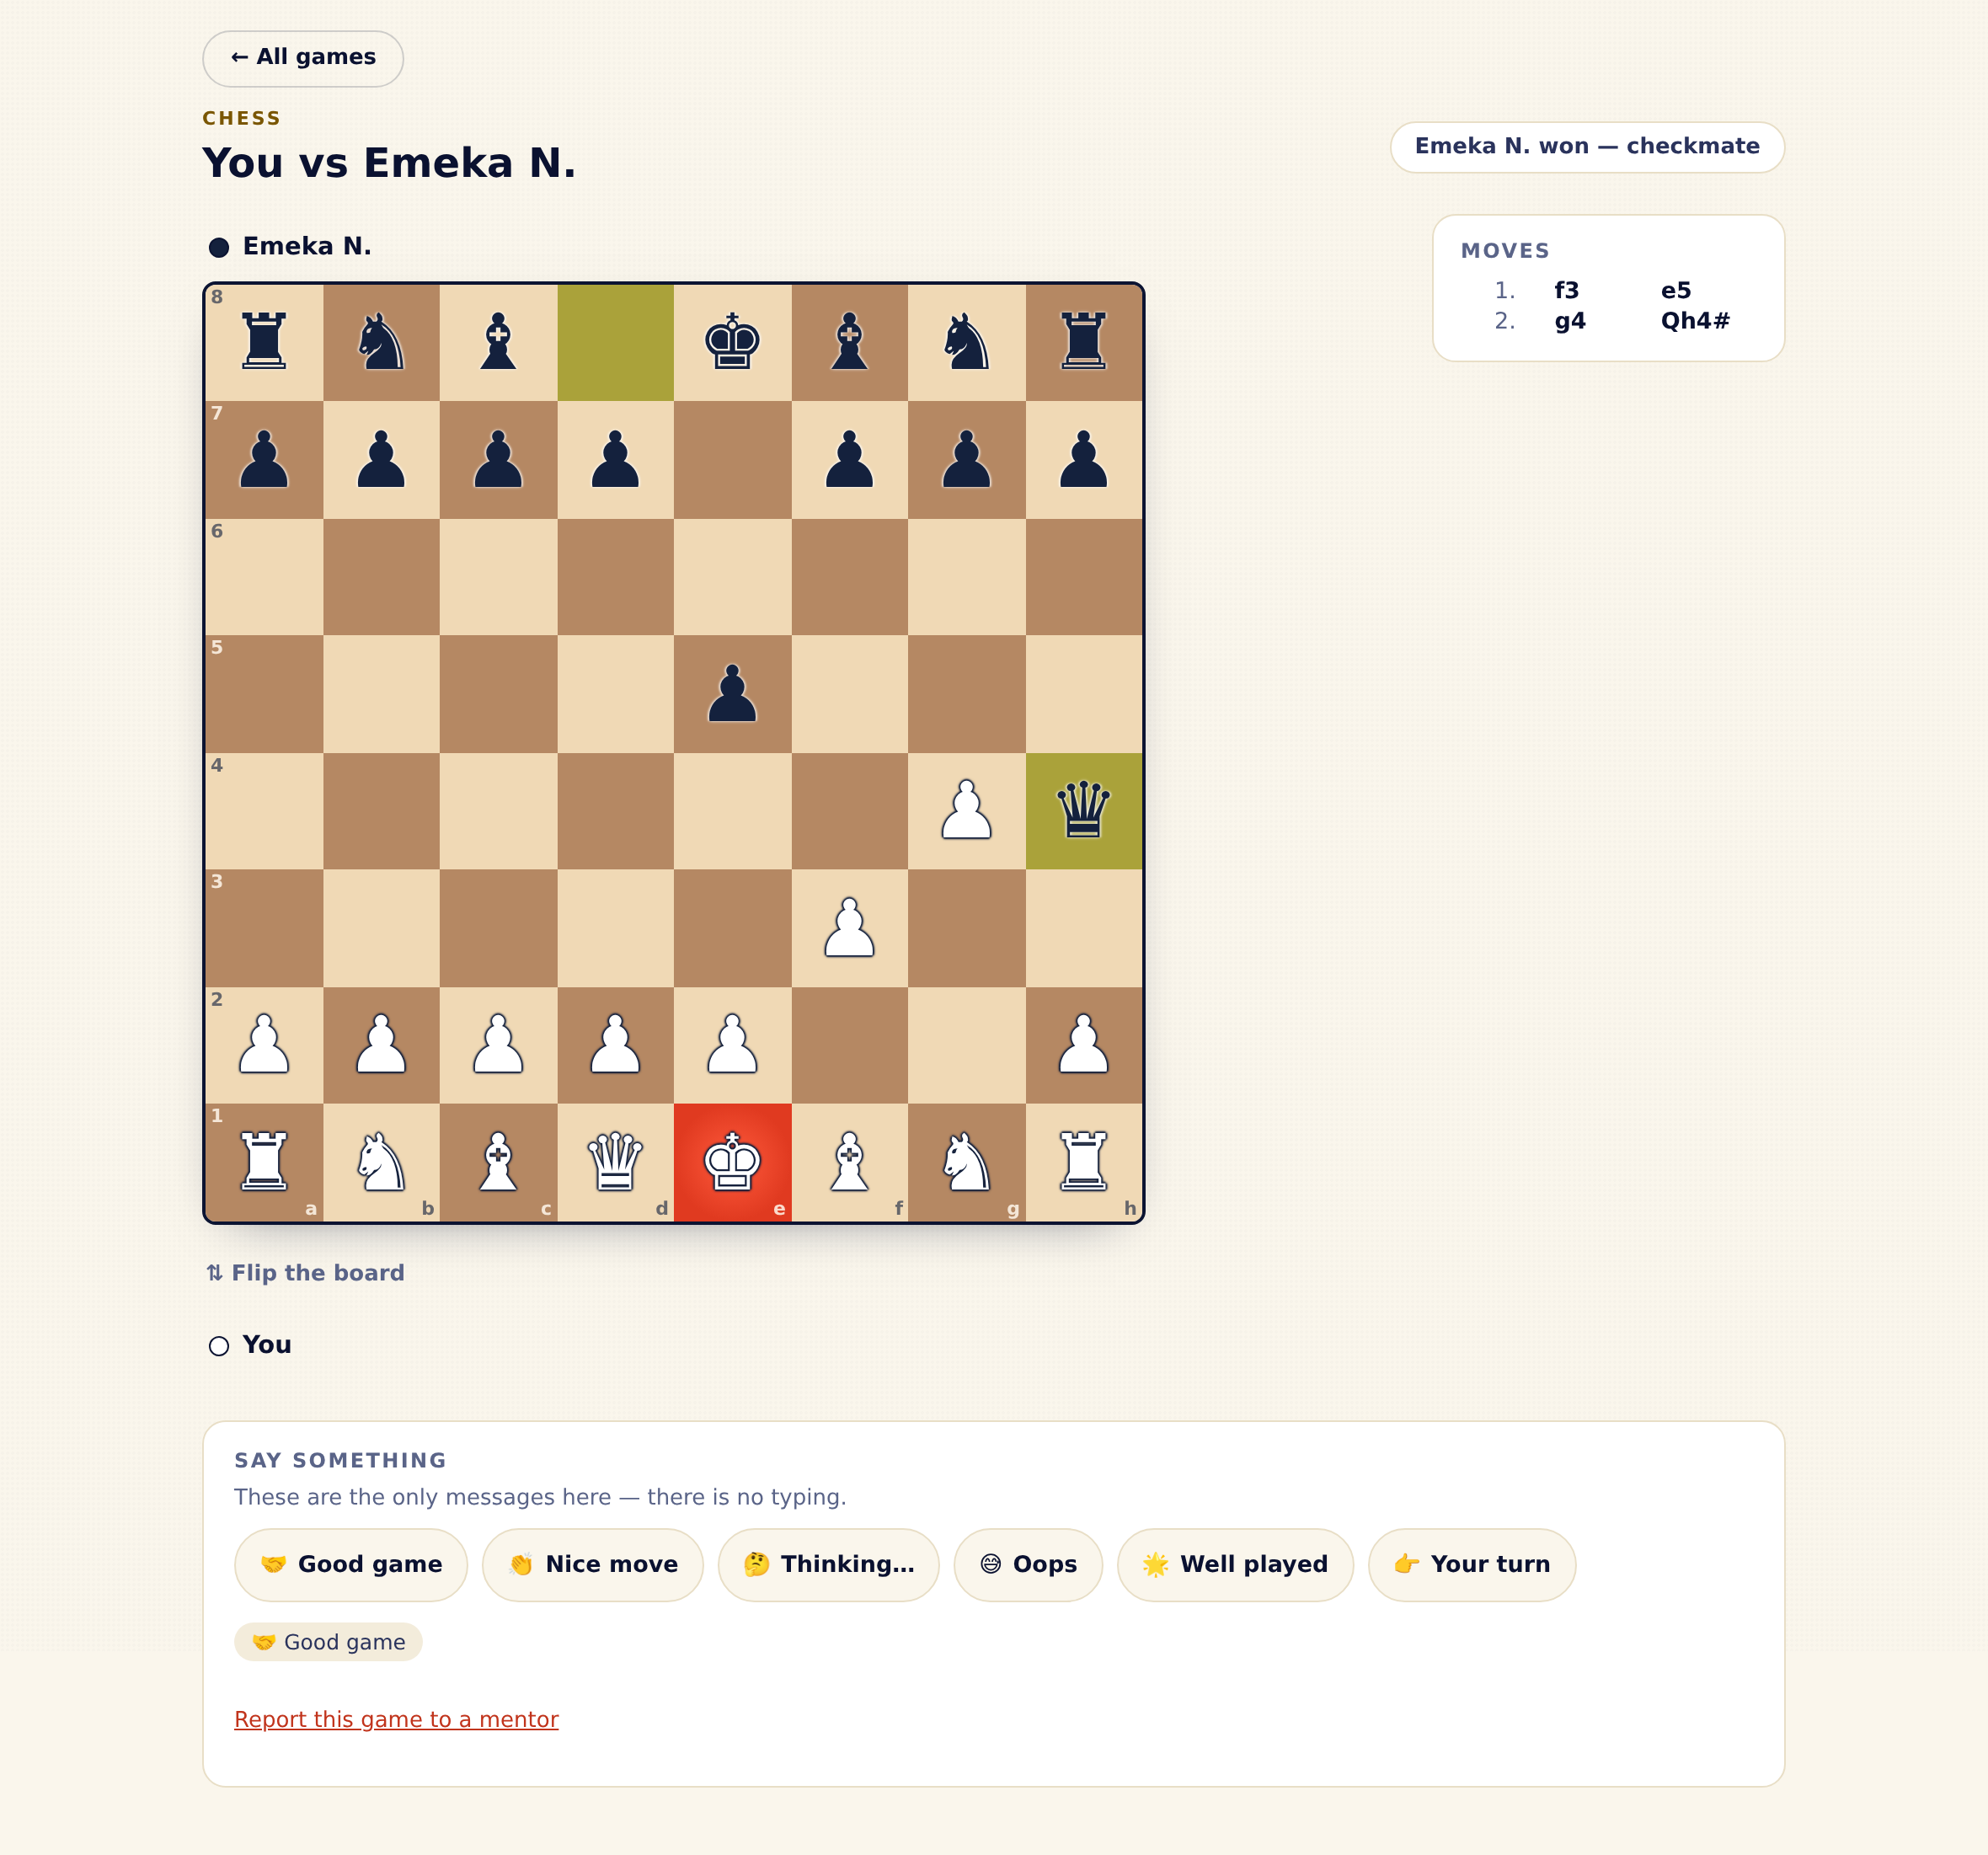 ← All games
CHESS
You vs Emeka N.
Emeka N. won — checkmate
Emeka N.
MOVES
1. f3 e5
2. g4 Qh4#
8
7
6
5
4
3
2
1
a b c d e f g h
⇅ Flip the board
You
SAY SOMETHING
These are the only messages here — there is no typing.
🤝 Good game 👏 Nice move 🤔 Thinking... 😅 Oops 🌟 Well played 👉 Your turn
🤝 Good game
Report this game to a mentor